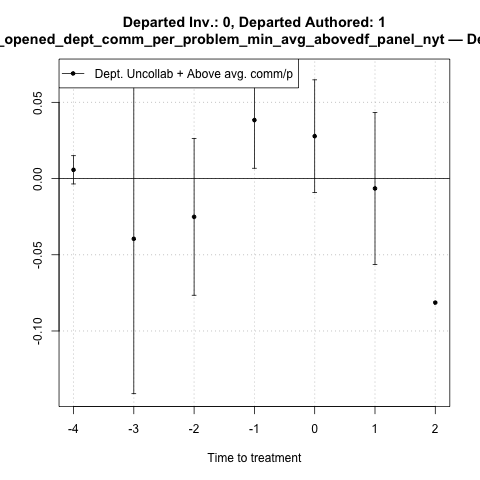 Departed Inv.: 0, Departed Authored: 1
_opened_dept_comm_per_problem_min_avg_abovedf_panel_nyt — De
Dept. Uncollab + Above avg. comm/p
0.05
0.00
-0.05
-0.10
-4 -3 -2 -1 0 1 2
Time to treatment